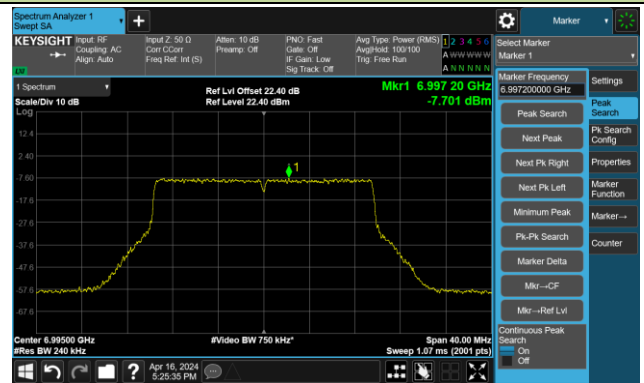 Spectrum Analyzer 1
Swept SA
+
Marker
KEYSIGHT
Input: RF
Coupling: AC
Align: Auto
Input Z: 50 Ω
Corr CCorr
Freq Ref: Int (S)
Atten: 10 dB
Preamp: Off
PNO: Fast
Gate: Off
IF Gain: Low
Sig Track: Off
Avg Type: Power (RMS)
Avg|Hold: 100/100
Trig: Free Run
1 2 3 4 5 6
A W W W W W
A N N N N N
Select Marker
Marker 1
1 Spectrum
Scale/Div 10 dB
Log
Ref Lvl Offset 22.40 dB
Ref Level 22.40 dBm
Mkr1 6.997 20 GHz
-7.701 dBm
12.4
2.40
-7.60
-17.6
-27.6
-37.6
-47.6
-57.6
-67.6
1
Center 6.99500 GHz
#Res BW 240 kHz
#Video BW 750 kHz*
Span 40.00 MHz
Sweep 1.07 ms (2001 pts)
Marker Frequency
6.997200000 GHz
Peak Search
Next Peak
Next Pk Right
Next Pk Left
Minimum Peak
Pk-Pk Search
Marker Delta
Mkr→CF
Mkr→Ref Lvl
Continuous Peak
Search
On
Off
Settings
Peak
Search
Pk Search
Config
Properties
Marker
Function
Marker→
Counter
?
Apr 16, 2024
5:25:35 PM